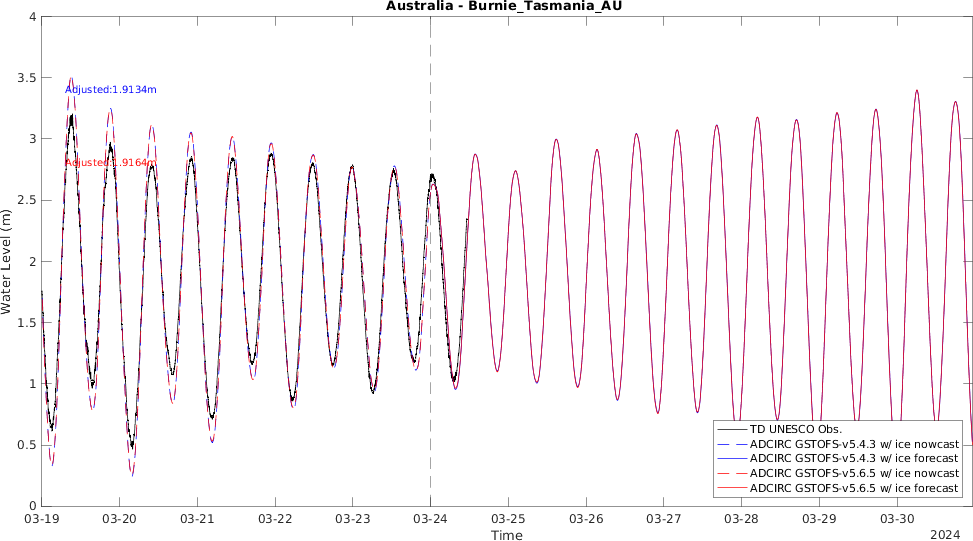 Australia - Burnie_Tasmania_AU
Water Level (m)
4
3.5
3
2.5
2
1.5
1
0.5
0
Adjusted:1.9134m
Adjusted:1.9164m
TD UNESCO Obs.
ADCIRC GSTOFS-v5.4.3 w/ ice nowcast
ADCIRC GSTOFS-v5.4.3 w/ ice forecast
ADCIRC GSTOFS-v5.6.5 w/ ice nowcast
ADCIRC GSTOFS-v5.6.5 w/ ice forecast
03-19 03-20 03-21 03-22 03-23 03-24 03-25 03-26 03-27 03-28 03-29 03-30
Time
2024